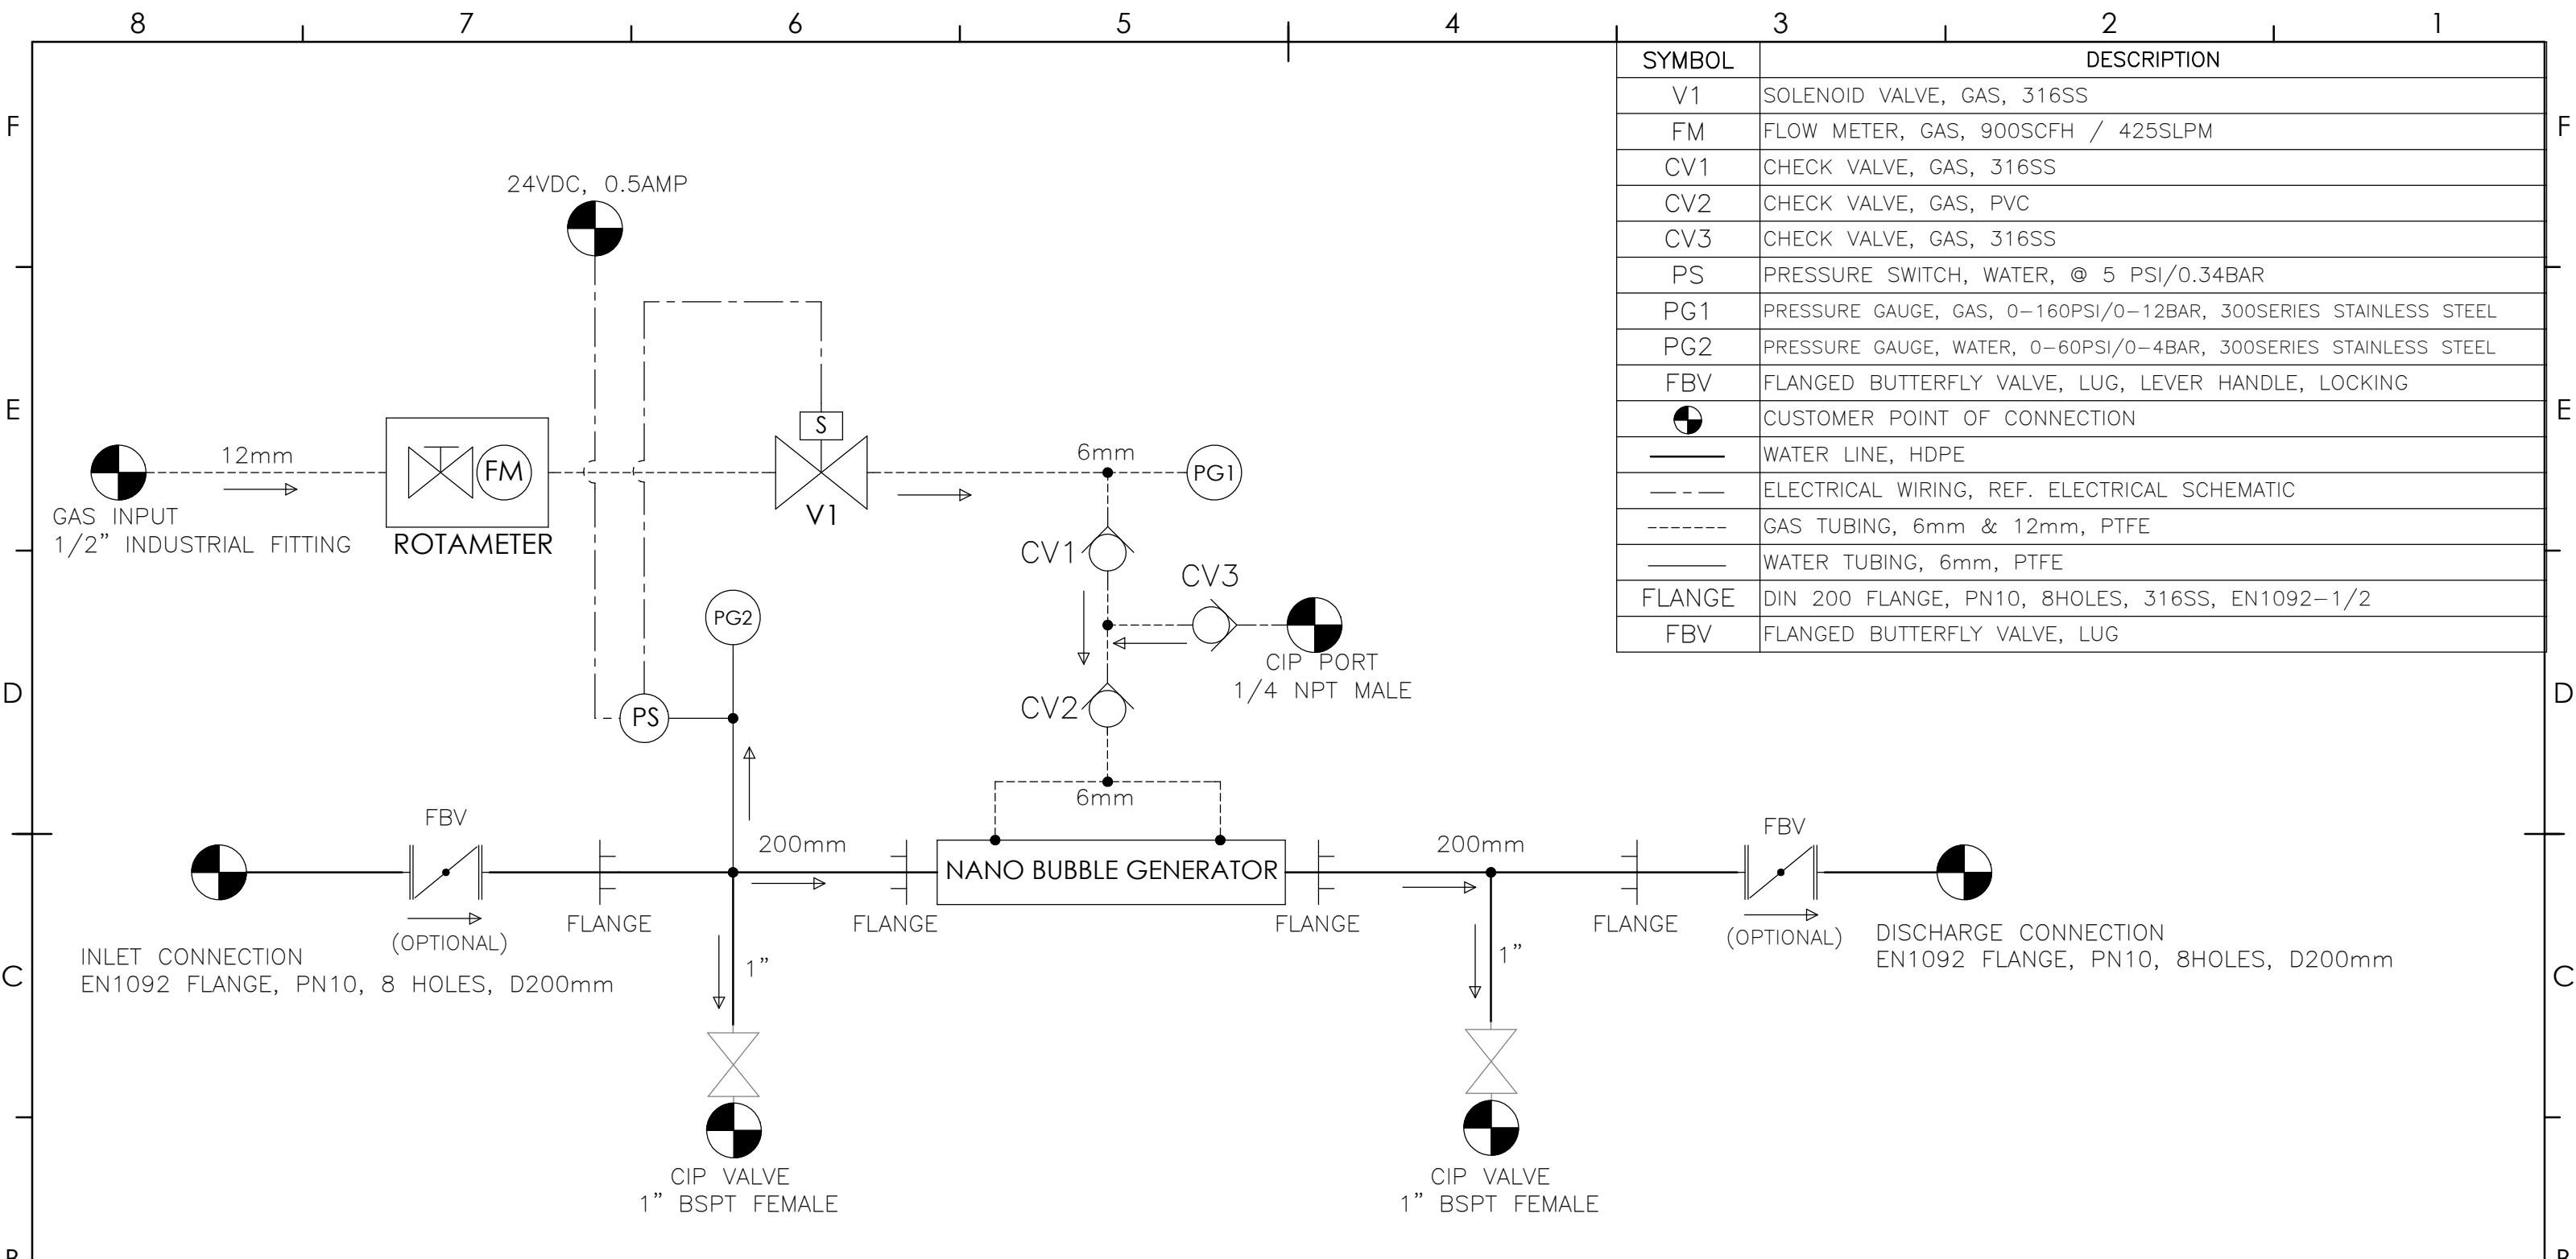 8 7 6 5 4 3 2 1
SYMBOL DESCRIPTION
V1 SOLENOID VALVE, GAS, 316SS
FM FLOW METER, GAS, 900SCFH / 425SLPM
CV1 CHECK VALVE, GAS, 316SS
CV2 CHECK VALVE, GAS, PVC
CV3 CHECK VALVE, GAS, 316SS
PS PRESSURE SWITCH, WATER, @ 5 PSI/0.34BAR
PG1 PRESSURE GAUGE, GAS, 0-160PSI/0-12BAR, 300SERIES STAINLESS STEEL
PG2 PRESSURE GAUGE, WATER, 0-60PSI/0-4BAR, 300SERIES STAINLESS STEEL
FBV FLANGED BUTTERFLY VALVE, LUG, LEVER HANDLE, LOCKING
CUSTOMER POINT OF CONNECTION
WATER LINE, HDPE
ELECTRICAL WIRING, REF. ELECTRICAL SCHEMATIC
GAS TUBING, 6mm & 12mm, PTFE
WATER TUBING, 6mm, PTFE
FLANGE DIN 200 FLANGE, PN10, 8HOLES, 316SS, EN1092-1/2
FBV FLANGED BUTTERFLY VALVE, LUG
F F
24VDC, 0.5AMP
E E
S
12mm
FM
6mm
PG1
GAS INPUT
1/2" INDUSTRIAL FITTING
ROTAMETER
V1
CV1
CV3
PG2
CIP PORT
1/4 NPT MALE
D D
PS
CV2
6mm
FBV
200mm
200mm
FBV
NANO BUBBLE GENERATOR
FLANGE
FLANGE
FLANGE
FLANGE
(OPTIONAL)
(OPTIONAL)
INLET CONNECTION
EN1092 FLANGE, PN10, 8 HOLES, D200mm
DISCHARGE CONNECTION
EN1092 FLANGE, PN10, 8HOLES, D200mm
1"
1"
C C
CIP VALVE
1" BSPT FEMALE
CIP VALVE
1" BSPT FEMALE